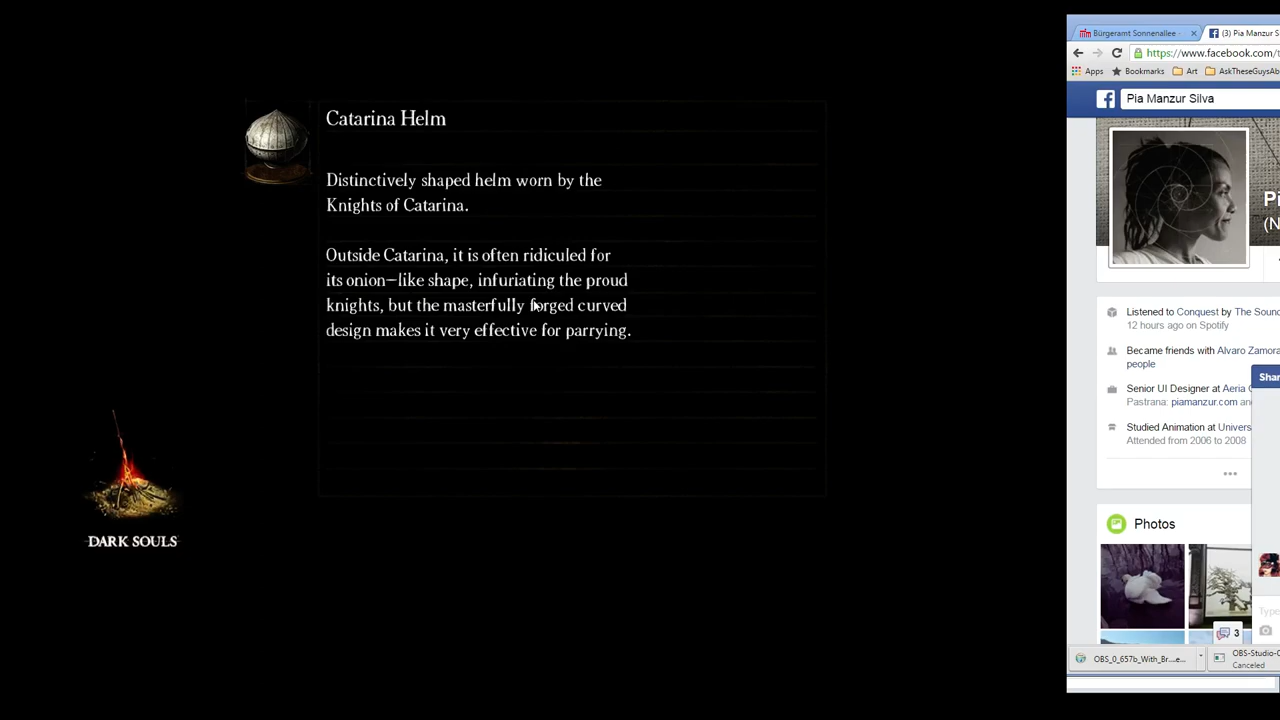 Catarina Helm
Distinctively shaped helm worn by the
Knights of Catarina.
Outside Catarina, it is often ridiculed for
its onion-like shape, infuriating the proud
knights, but the masterfully forged curved
design makes it very effective for parrying.
DARK SOULS
Bürgeramt Sonnenallee -
(3) Pia Manzur S
https://www.facebook.com/t
Apps
Bookmarks
Art
AskTheseGuysAb
Pia Manzur Silva
Pi
(N
Listened to Conquest by The Sound
12 hours ago on Spotify
Became friends with Alvaro Zamora
people
Senior UI Designer at Aeria G
Pastrana: piamanzur.com and
Studied Animation at Univers
Attended from 2006 to 2008
Shar
Photos
Type
3
OBS_0_657b_With_Br....e...
OBS-Studio-0
Canceled